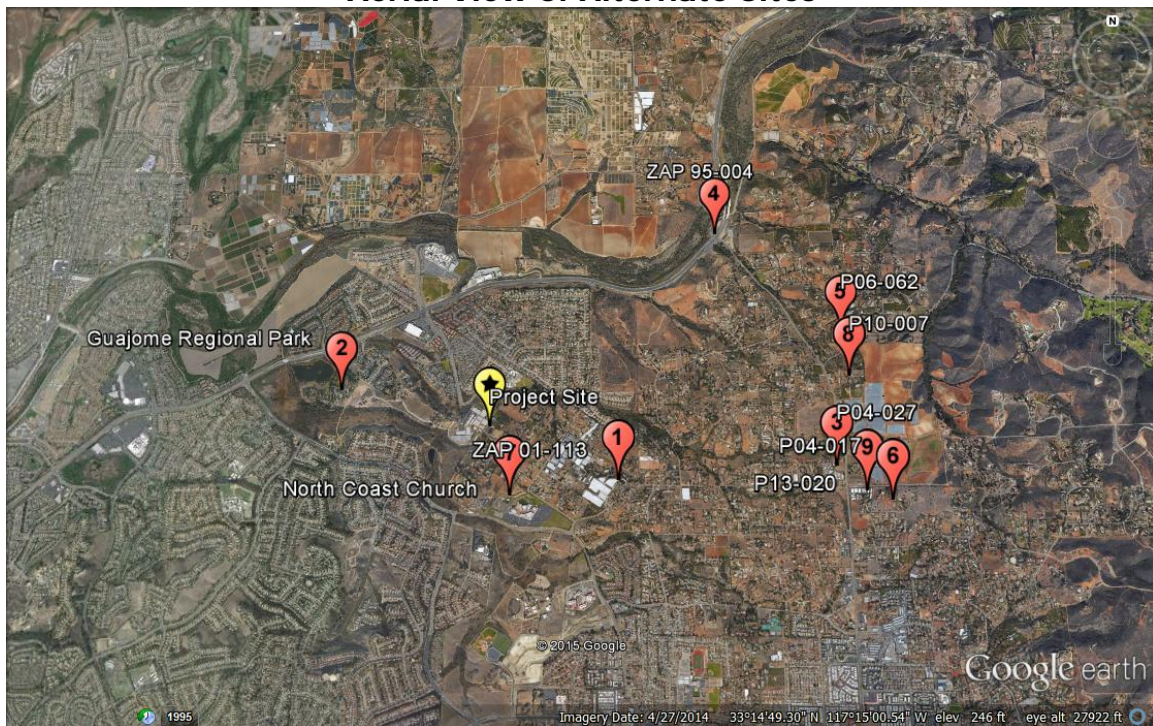 Aerial View of Alternate Sites
N
ZAP 95-004
4
5
P06-062
P10-007
8
Guajome Regional Park
2
Project Site
P04-027
3
ZAP 01-113
1
P04-017
9
6
7
P13-020
North Coast Church
© 2015 Google
Google earth
1995
Imagery Date: 4/27/2014 33°14'49.30" N 117°15'00.54" W elev 246 ft eye alt 27922 ft